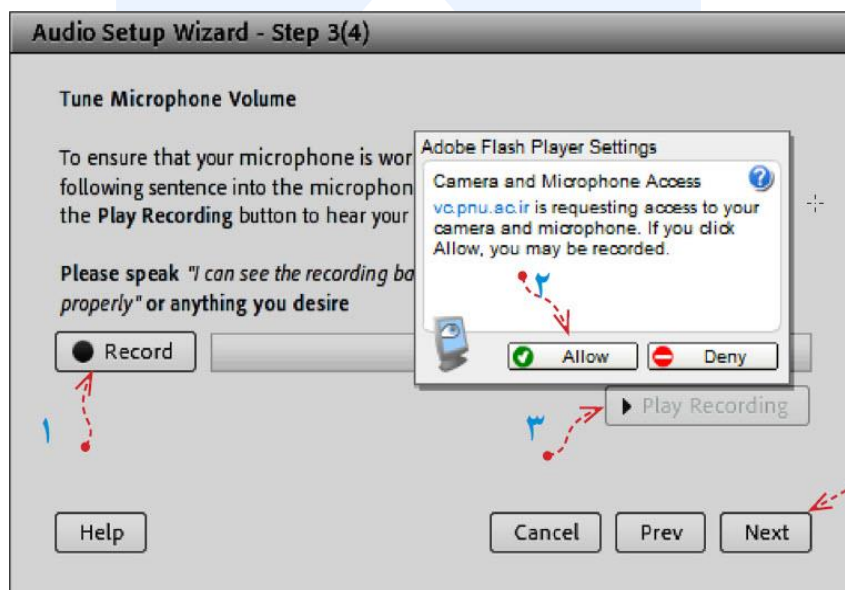 Audio Setup Wizard - Step 3(4)
Tune Microphone Volume
To ensure that your microphone is wor
following sentence into the microphon
the Play Recording button to hear your
Please speak "I can see the recording ba
properly" or anything you desire
Adobe Flash Player Settings
Camera and Microphone Access
vc.pnu.ac.ir is requesting access to your
camera and microphone. If you click
Allow, you may be recorded.
۲
Allow Deny
Record
Play Recording
۱ ۳
Help Cancel Prev Next